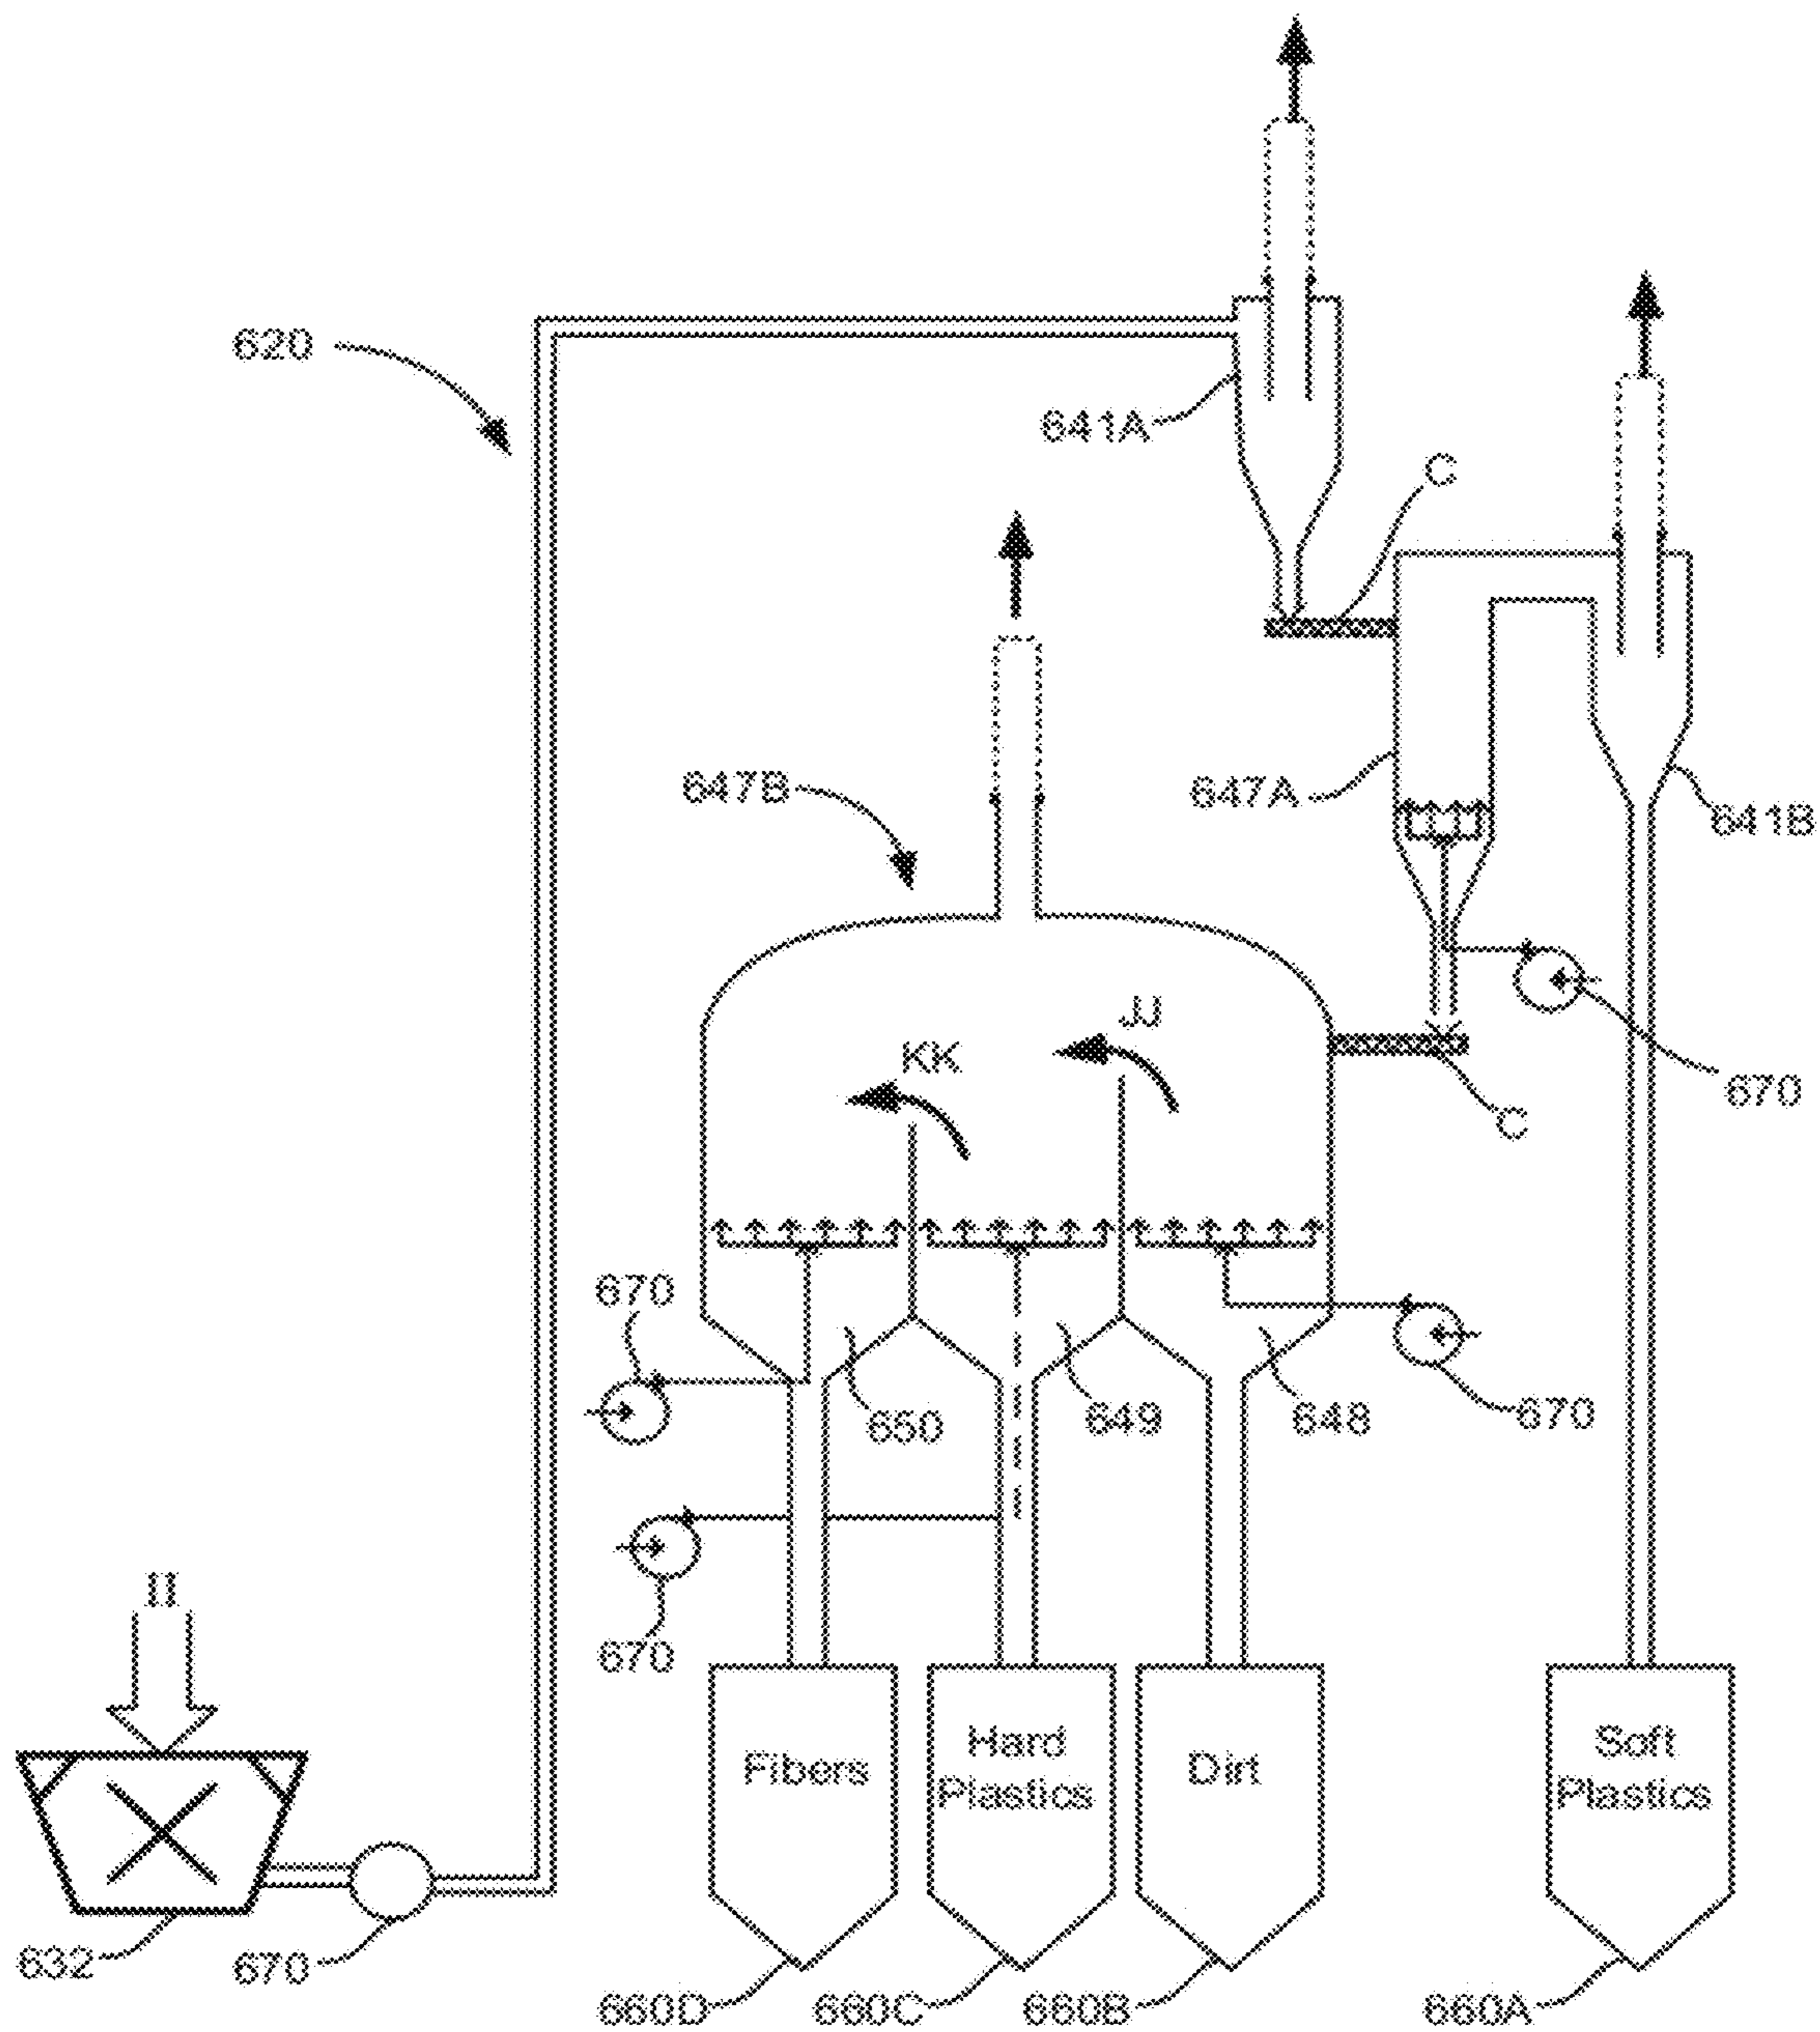 620
641A
C
647B
647A
641B
JJ
KK
670
C
670
650
649
648
670
670
II
Fibers
Hard
Plastics
Dirt
Soft
Plastics
632
670
660D
660C
660B
660A